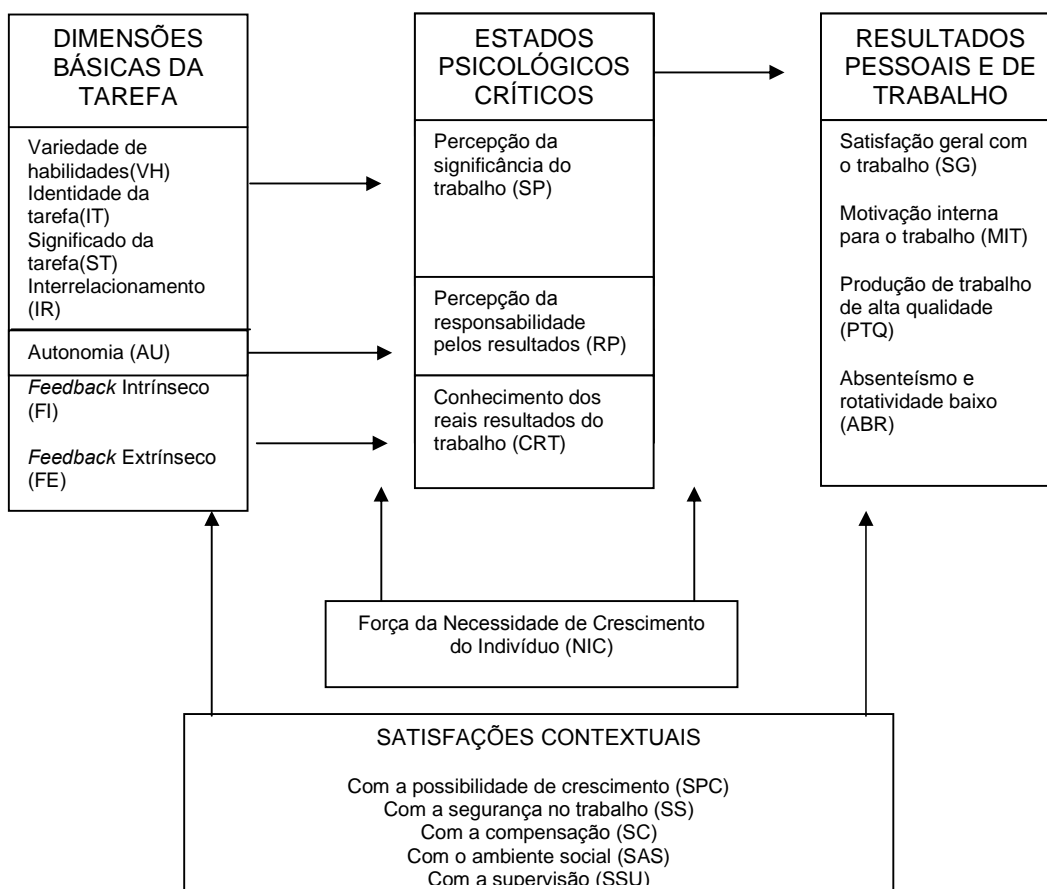 DIMENSÕES
BÁSICAS DA
TAREFA
Variedade de
habilidades(VH)
Identidade da
tarefa(IT)
Significado da
tarefa(ST)
Interrelacionamento
(IR)
Autonomia (AU)
Feedback Intrínseco
(FI)
Feedback Extrínseco
(FE)
ESTADOS
PSICOLÓGICOS
CRÍTICOS
Percepção da
significância do
trabalho (SP)
Percepção da
responsabilidade
pelos resultados (RP)
Conhecimento dos
reais resultados do
trabalho (CRT)
RESULTADOS
PESSOAIS E DE
TRABALHO
Satisfação geral com
o trabalho (SG)
Motivação interna
para o trabalho (MIT)
Produção de trabalho
de alta qualidade
(PTQ)
Absenteísmo e
rotatividade baixo
(ABR)
Força da Necessidade de Crescimento
do Indivíduo (NIC)
SATISFAÇÕES CONTEXTUAIS
Com a possibilidade de crescimento (SPC)
Com a segurança no trabalho (SS)
Com a compensação (SC)
Com o ambiente social (SAS)
Com a supervisão (SSU)